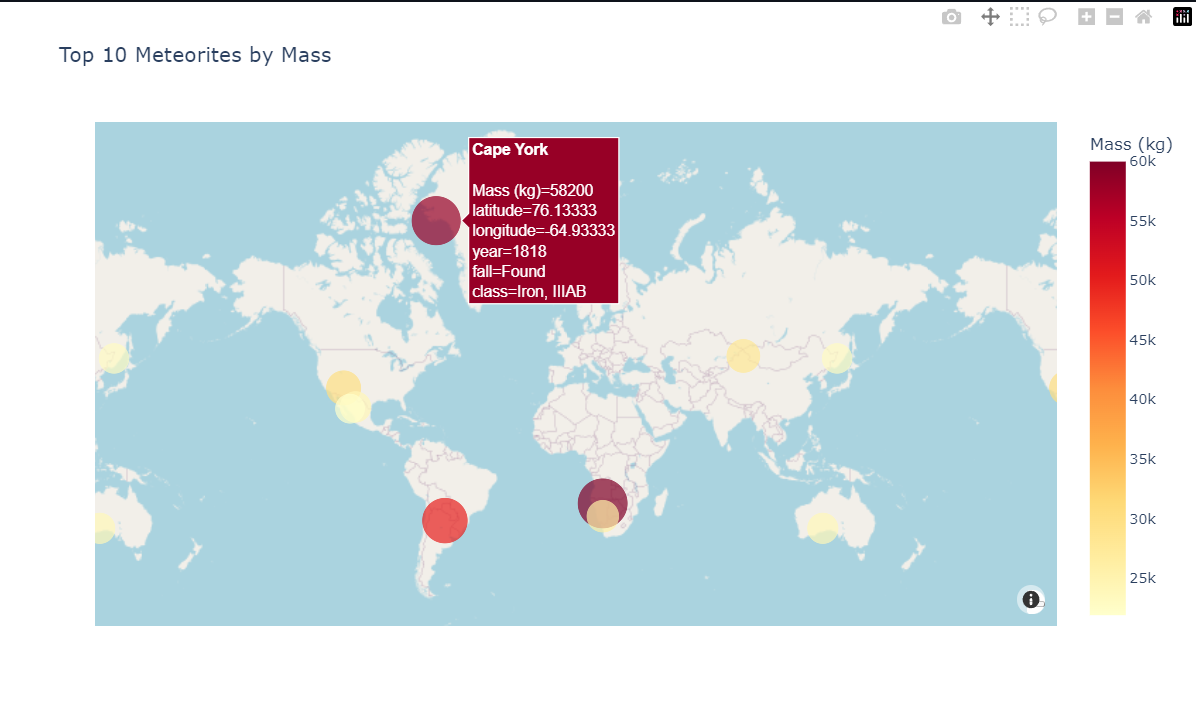 Top 10 Meteorites by Mass
Cape York
Mass (kg)=58200
latitude=76.13333
longitude=-64.93333
year=1818
fall=Found
class=Iron, IIIAB
Mass (kg)
60k
55k
50k
45k
40k
35k
30k
25k